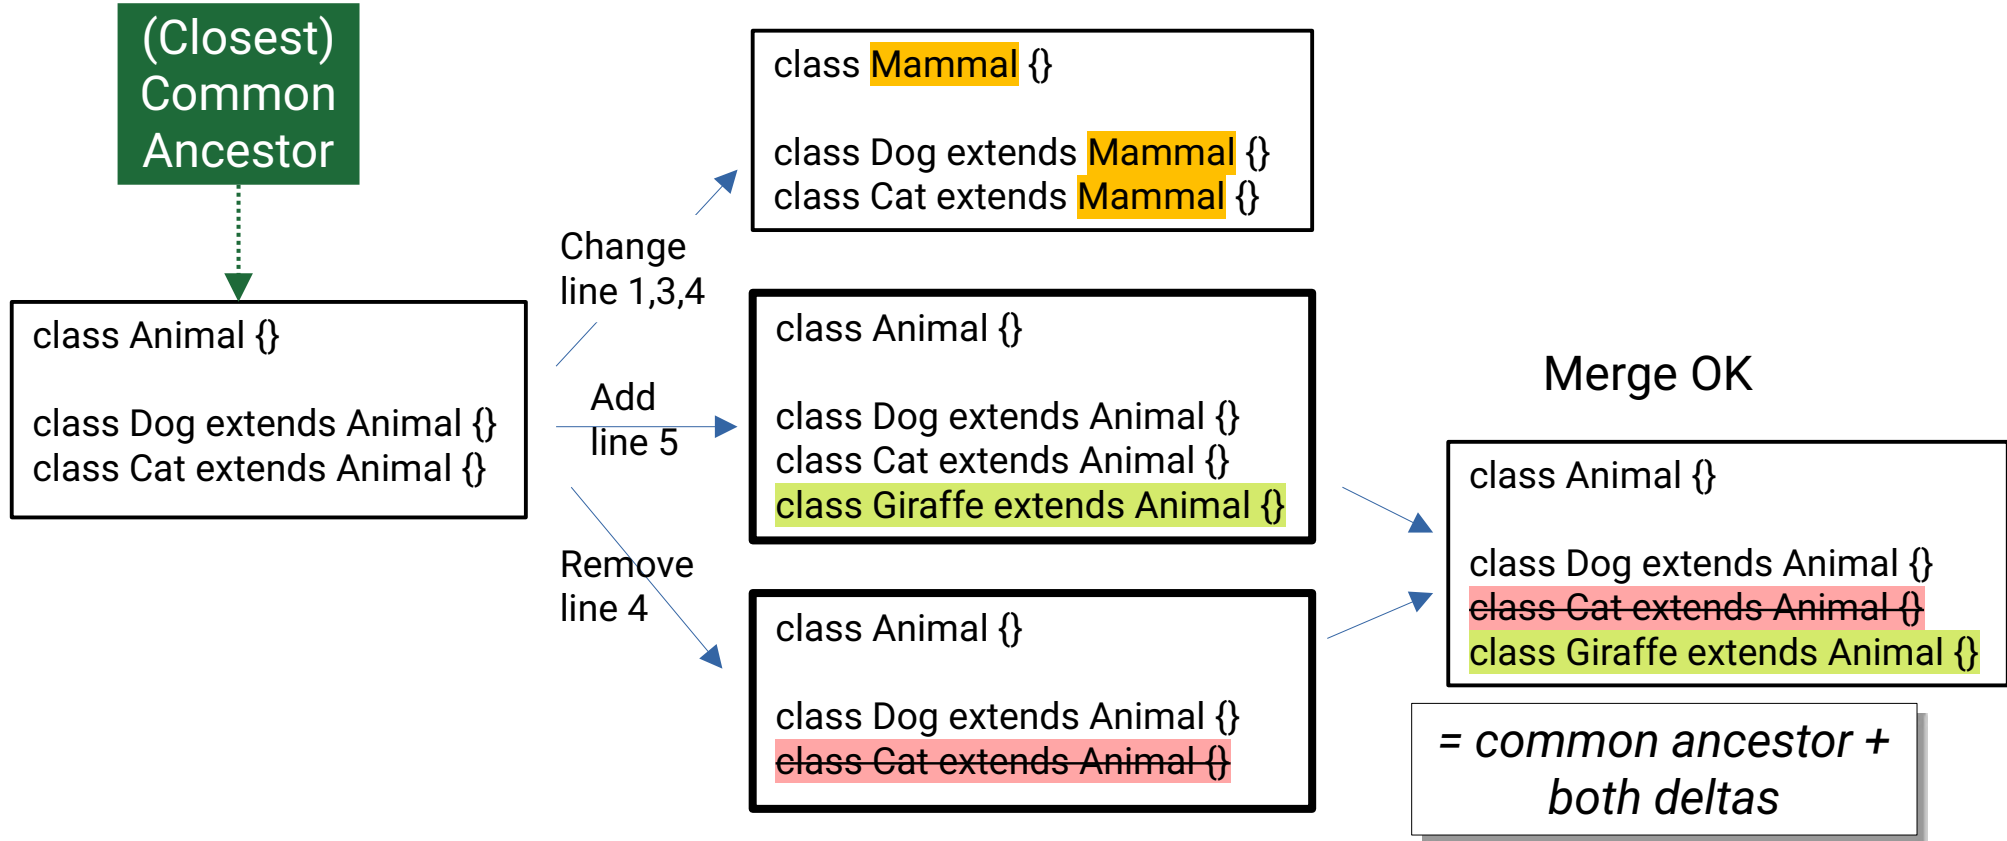 (Closest)
Common
Ancestor
class Animal {}
class Dog extends Animal {}
class Cat extends Animal {}
Change
line 1,3,4
Add
line 5
Remove
line 4
class Mammal {}
class Dog extends Mammal {}
class Cat extends Mammal {}
class Animal {}
class Dog extends Animal {}
class Cat extends Animal {}
class Giraffe extends Animal {}
class Animal {}
class Dog extends Animal {}
class Cat extends Animal {}
Merge OK
class Animal {}
class Dog extends Animal {}
class Cat extends Animal {}
class Giraffe extends Animal {}
= common ancestor +
both deltas